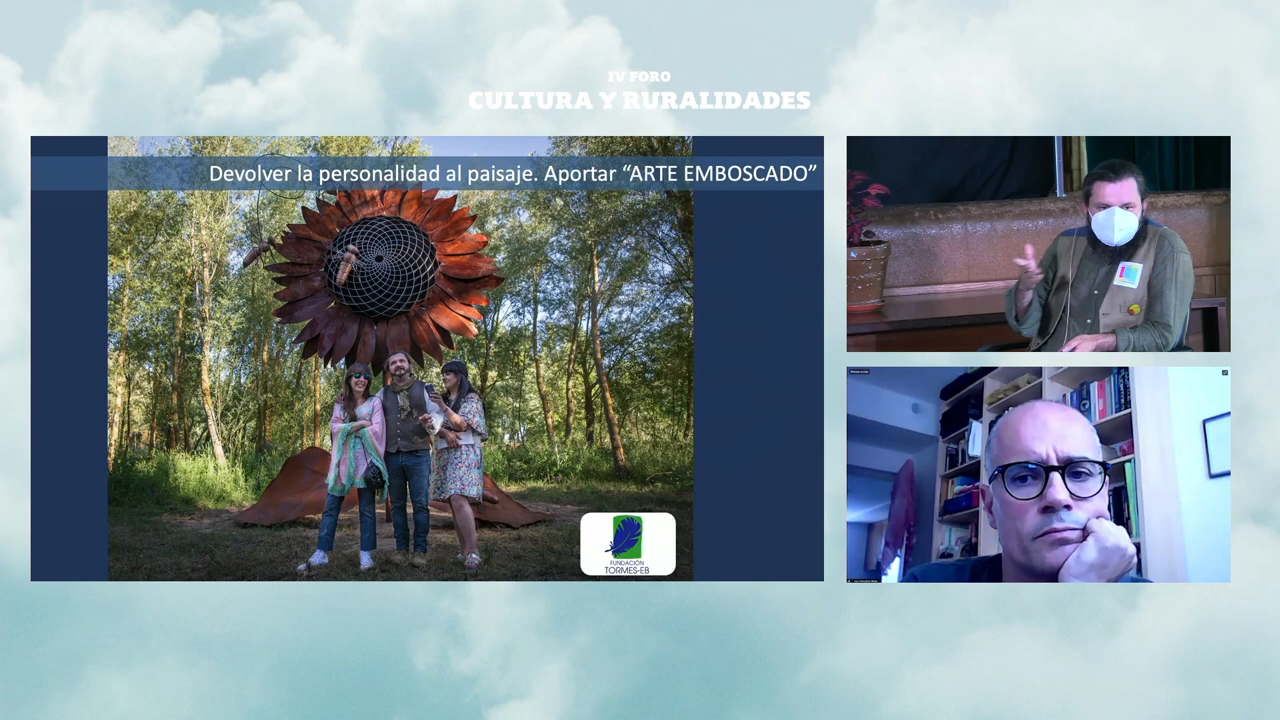 IV FORO
CULTURA Y RURALIDADES
Devolver la personalidad al paisaje. Aportar “ARTE EMBOSCADO”
FUNDACIÓN
TORMES-EB